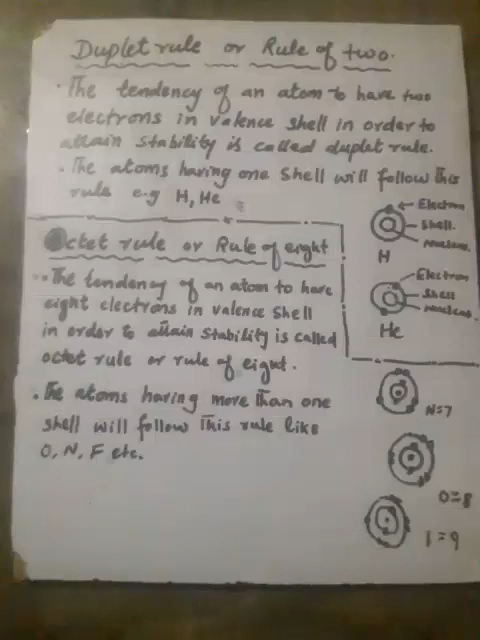 Duplet rule or Rule of two.
· The tendency of an atom to have two
electrons in valence shell in order to
attain stability is called duplet rule.
· The atoms having one shell will follow this
rule e.g H, He
Electron
Shell.
Nucleus
H
Electron
Shell
Nucleus
He
Octet rule or Rule of eight
·· The tendency of an atom to have
eight electrons in valence shell
in order to attain stability is called
octet rule or rule of eight.
· The atoms having more than one
shell will follow This rule like
O, N, F etc.
N=7
O=8
F=9